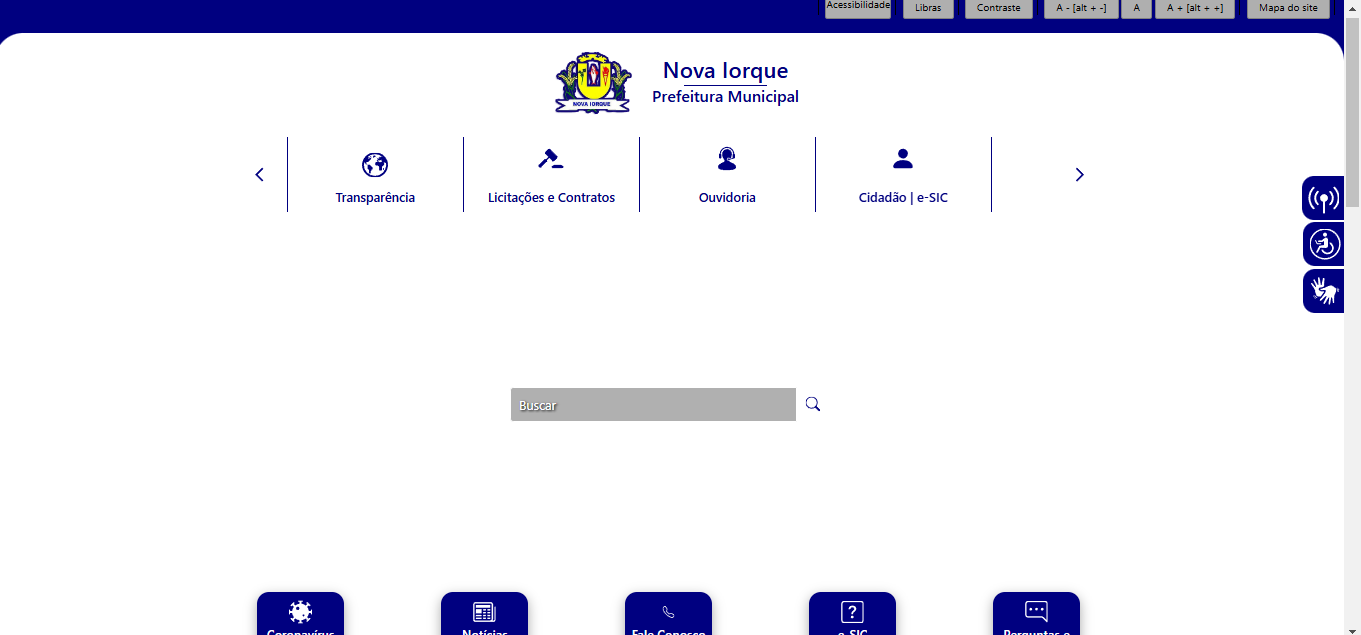 Acessibilidade
Libras
Contraste
A - [alt + -]
A
A + [alt + +]
Mapa do site
NOVA IORQUE
Nova Iorque
Prefeitura Municipal
Transparência
Licitações e Contratos
Ouvidoria
Cidadão | e-SIC
Buscar
Coronavírus
Notícias
Fale Conosco
e-SIC
Perguntas e